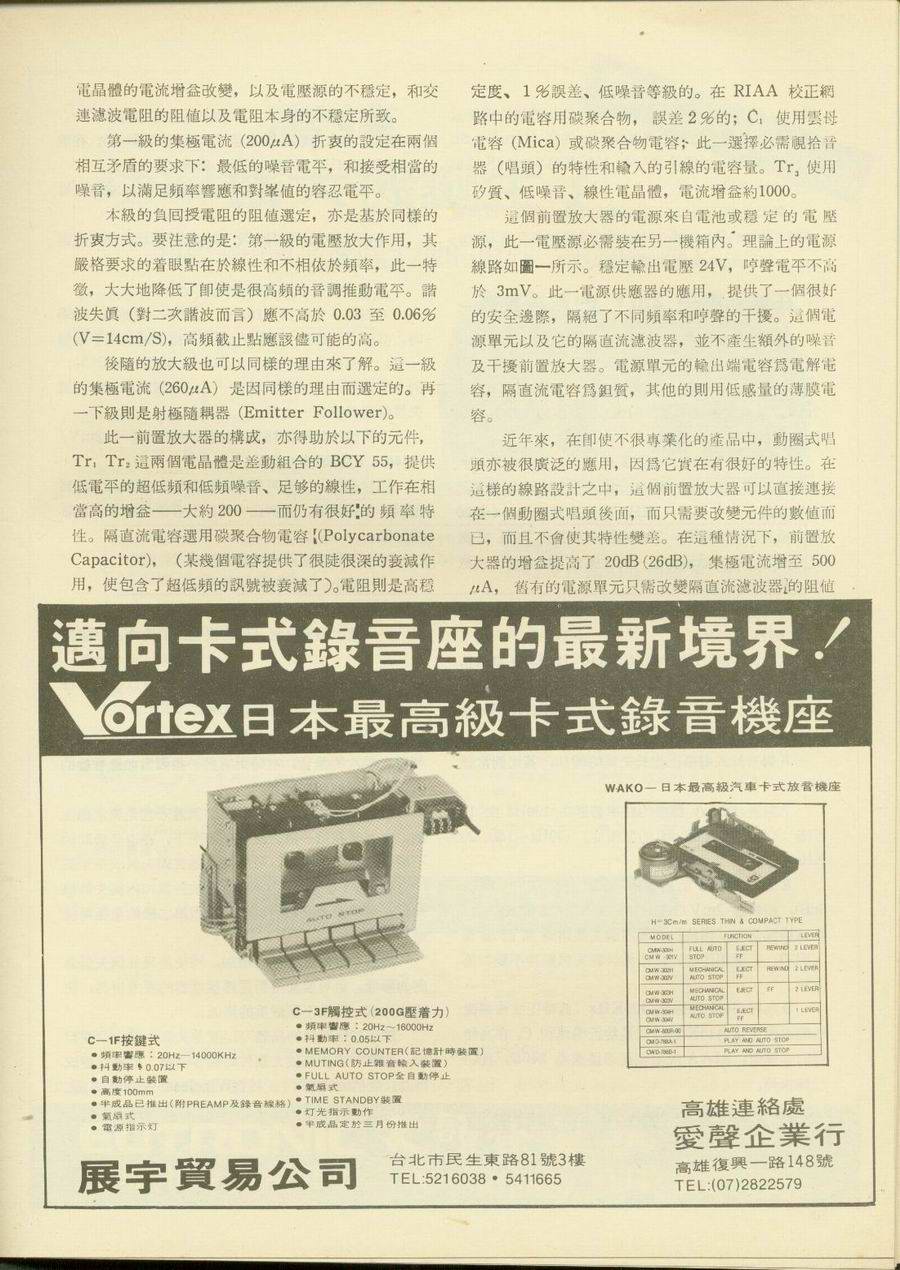 電晶體的電流增益改變，以及電壓源的不穩定，和交
連濾波電阻的阻值以及電阻本身的不穩定所致。
第一級的集極電流 (200μA) 折衷的設定在兩個
相互矛盾的要求下：最低的噪音電平，和接受相當的
噪音，以滿足頻率響應和對峯值的容忍電平。
本級的負回授電阻的阻值選定，亦是基於同樣的
折衷方式。要注意的是：第一級的電壓放大作用，其
嚴格要求的着眼點在於線性和不相依於頻率，此一特
徵，大大地降低了即使是很高頻的音調推動電平。諧
波失眞 (對二次諧波而言) 應不高於 0.03 至 0.06%
(V=14cm/S)，高頻截止點應該儘可能的高。
後隨的放大級也可以同樣的理由來了解。這一級
的集極電流 (260μA) 是因同樣的理由而選定的。再
一下級則是射極隨耦器 (Emitter Follower)。
此一前置放大器的構成，亦得助於以下的元件，
Tr₁ Tr₂ 這兩個電晶體是差動組合的 BCY 55，提供
低電平的超低頻和低頻噪音、足够的線性，工作在相
當高的增益——大約 200 ——而仍有很好的 頻 率 特
性。隔直流電容選用碳聚合物電容 (Polycarbonate
Capacitor)，（某幾個電容提供了很陡很深的衰減作
用，使包含了超低頻的訊號被衰減了)。電阻則是高穩
定度、1%誤差、低噪音等級的。在 RIAA 校正網
路中的電容用碳聚合物，誤差 2%的；C₁ 使用雲母
電容 (Mica) 或碳聚合物電容；此一選擇必需視拾音
器（唱頭）的特性和輸入的引線的電容量。Tr₃ 使用
矽質、低噪音、線性電晶體，電流增益約1000。
這個前置放大器的電源來自電池或穩 定 的 電 壓
源，此一電壓源必需裝在另一機箱內。理論上的電源
線路如圖一所示。穩定輸出電壓 24V，哼聲電平不高
於 3mV。此一電源供應器的應用，提供了一個很好
的安全邊際，隔絕了不同頻率和哼聲的干擾。這個電
源單元以及它的隔直流濾波器，並不產生額外的噪音
及干擾前置放大器。電源單元的輸出端電容爲電解電
容，隔直流電容爲鉭質，其他的則用低感量的薄膜電
容。
近年來，在即使不很專業化的產品中，動圈式唱
頭亦被很廣泛的應用，因爲它實在有很好的特性。在
這樣的線路設計之中，這個前置放大器可以直接連接
在一個動圈式唱頭後面，而只需要改變元件的數值而
已，而且不會使其特性變差。在這種情況下，前置放
大器的增益提高了 20dB (26dB)，集極電流增至 500
μA，舊有的電源單元只需改變隔直流濾波器的阻值
邁向卡式錄音座的最新境界！
Vortex日本最高級卡式錄音機座
AUTO STOP
C—1F按鍵式
●頻率響應：20Hz—14000KHz
●抖動率 0.07以下
●自動停止裝置
●高度100mm
●半成品已推出(附PREAMP及錄音線絡)
●氣扇式
●電源指示灯
C—3F觸控式 (200G壓着力)
●頻率響應：20Hz～16000Hz
●抖動率：0.05以下
●MEMORY COUNTER(記憶計時裝置)
●MUTING(防止雜音輸入裝置)
●FULL AUTO STOP全自動停止
●氣扇式
●TIME STANDBY裝置
●灯光指示動作
●半成品定於三月份推出
WAKO—日本最高級汽車卡式放音機座
H=3Cm/m SERIES THIN & COMPACT TYPE
MODEL FUNCTION LEVER
CMW-301H FULL AUTO EJECT REWIND 2 LEVER
CMW-301V STOP FF
CMW-302H MECHANICAL EJECT REWIND 2 LEVER
CMW-302V AUTO STOP FF
CMW-303H MECHANICAL EJECT FF 2 LEVER
CMW-303V AUTO STOP
CMW-304H MECHANICAL EJECT 1 LEVER
CMW-304V AUTO STOP FF
CMW-600R-90 AUTO REVERSE
CMO-786A-1 PLAY AND AUTO STOP
CWD-786D-1 PLAY AND AUTO STOP
展宇貿易公司
台北市民生東路81號3樓
TEL:5216038 • 5411665
高雄連絡處
愛聲企業行
高雄復興一路148號
TEL:(07)2822579